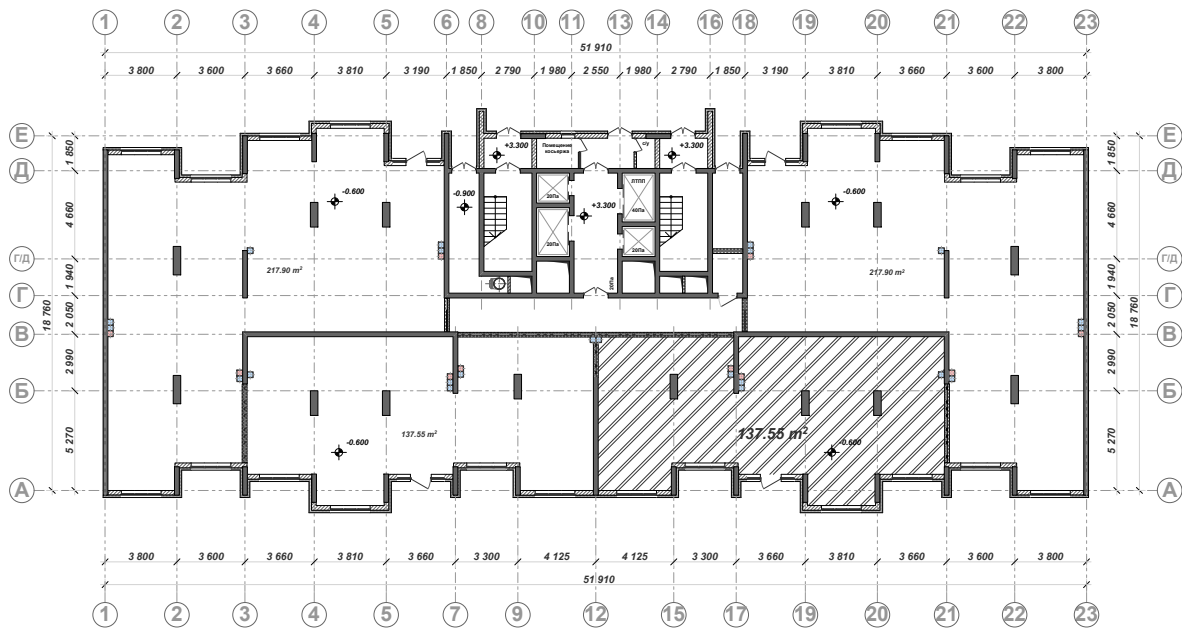 1 2 3 4 5 6 8 10 11 13 14 16 18 19 20 21 22 23
51 910
3 800 3 600 3 660 3 810 3 190 1 850 2 790 1 980 2 550 1 980 2 790 1 850 3 190 3 810 3 660 3 600 3 800
Е Е
1 850 1 850
+3.300 Помещение с/у +3.300
косьержа
Д Д
ЛТПП
-0.600 -0.900 20Па 40Па -0.600
+3.300
4 660 4 660
20Па 20Па
Г/Д Г/Д
217.90 m² 217.90 m²
1 940 20Па 1 940
Г Г
18 760 2 050 2 050 18 760
В В
2 990 2 990
Б Б
137.55 m² 137.55 m²
-0.600 -0.600
5 270 5 270
А А
3 800 3 600 3 660 3 810 3 660 3 300 4 125 4 125 3 300 3 660 3 810 3 660 3 600 3 800
51 910
1 2 3 4 5 7 9 12 15 17 19 20 21 22 23